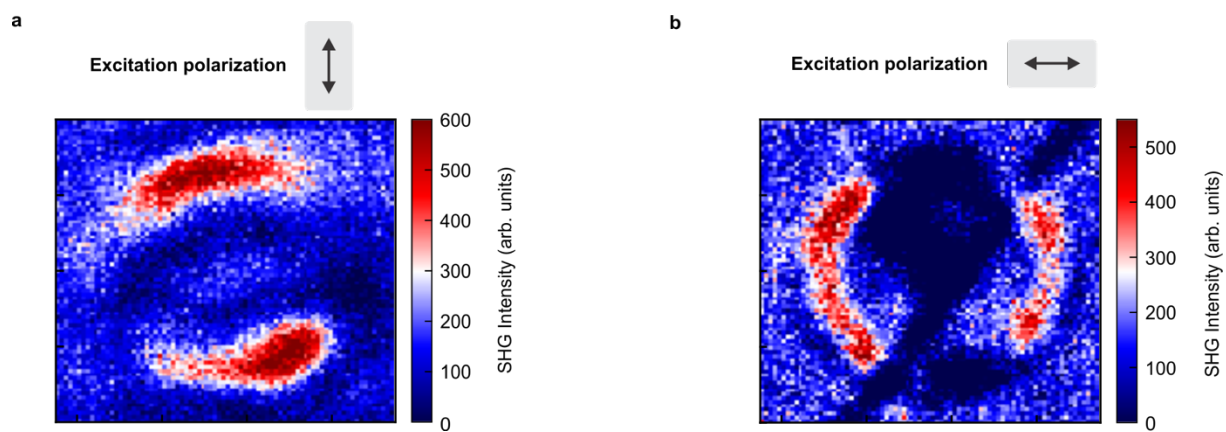 a
Excitation polarization
600
500
400
300
200
100
0
SHG Intensity (arb. units)
b
Excitation polarization
500
400
300
200
100
0
SHG Intensity (arb. units)